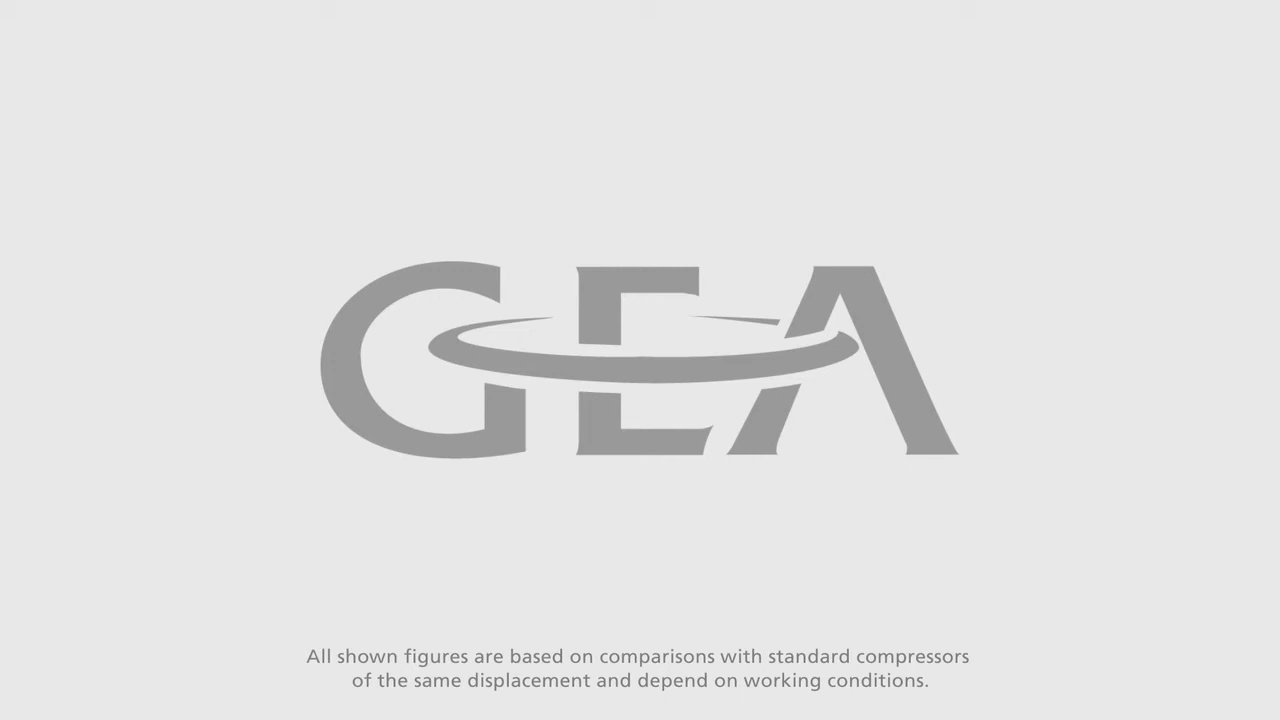 GEA
All shown figures are based on comparisons with standard compressors
of the same displacement and depend on working conditions.